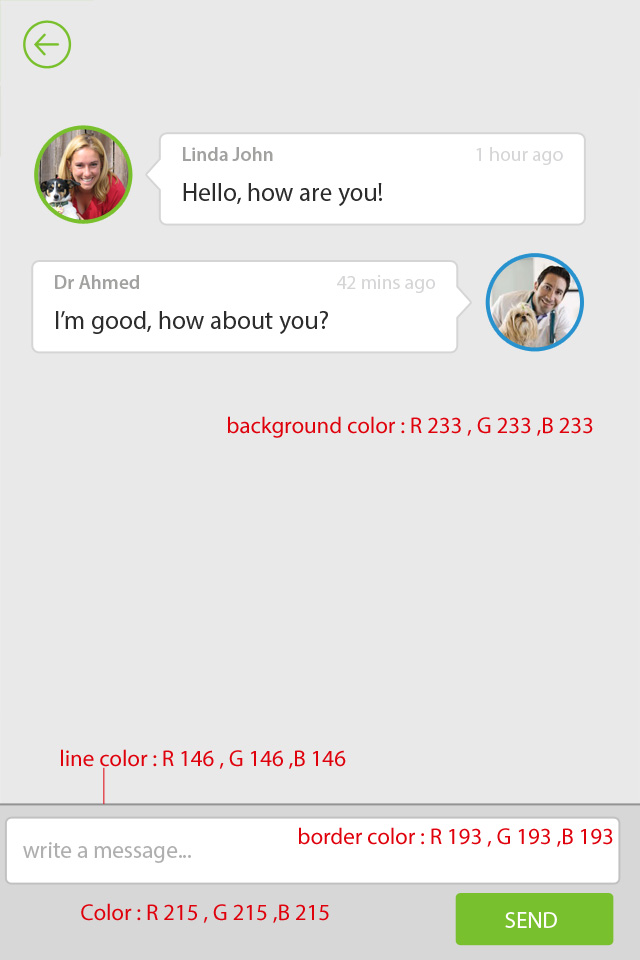 Linda John 1 hour ago
Hello, how are you!
Dr Ahmed 42 mins ago
I'm good, how about you?
background color : R 233 , G 233 ,B 233
line color : R 146 , G 146 ,B 146
border color : R 193 , G 193 ,B 193
write a message...
Color : R 215 , G 215 ,B 215
SEND